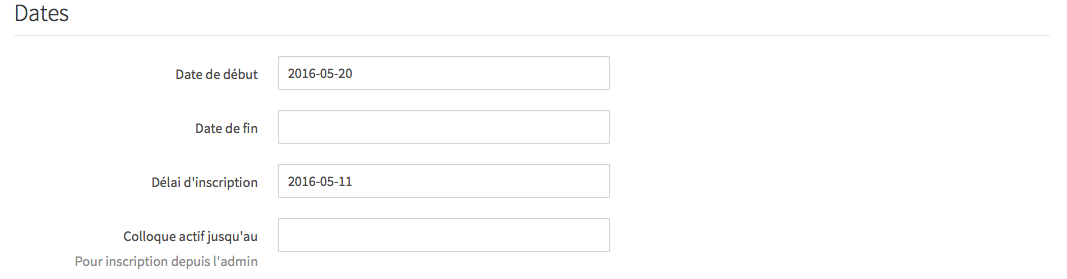 Dates
Date de début
2016-05-20
Date de fin
Délai d'inscription
2016-05-11
Colloque actif jusqu'au
Pour inscription depuis l'admin